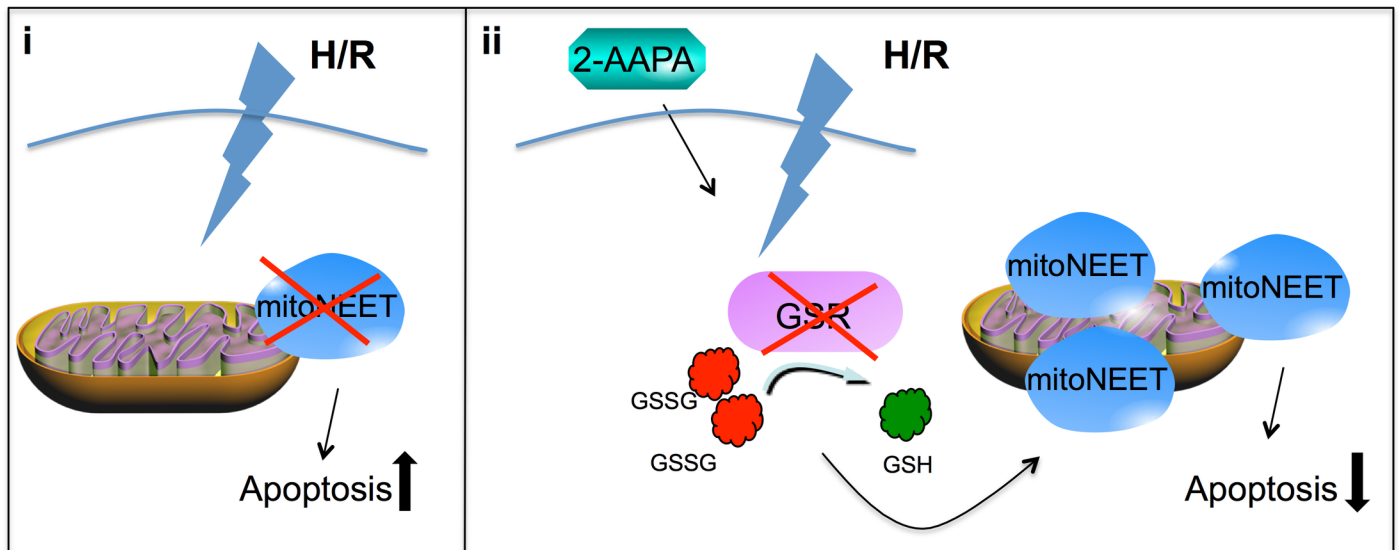 i
H/R
mitoNEET
Apoptosis
ii
2-AAPA
H/R
GSR
GSSG
GSSG
GSH
mitoNEET
mitoNEET
mitoNEET
Apoptosis